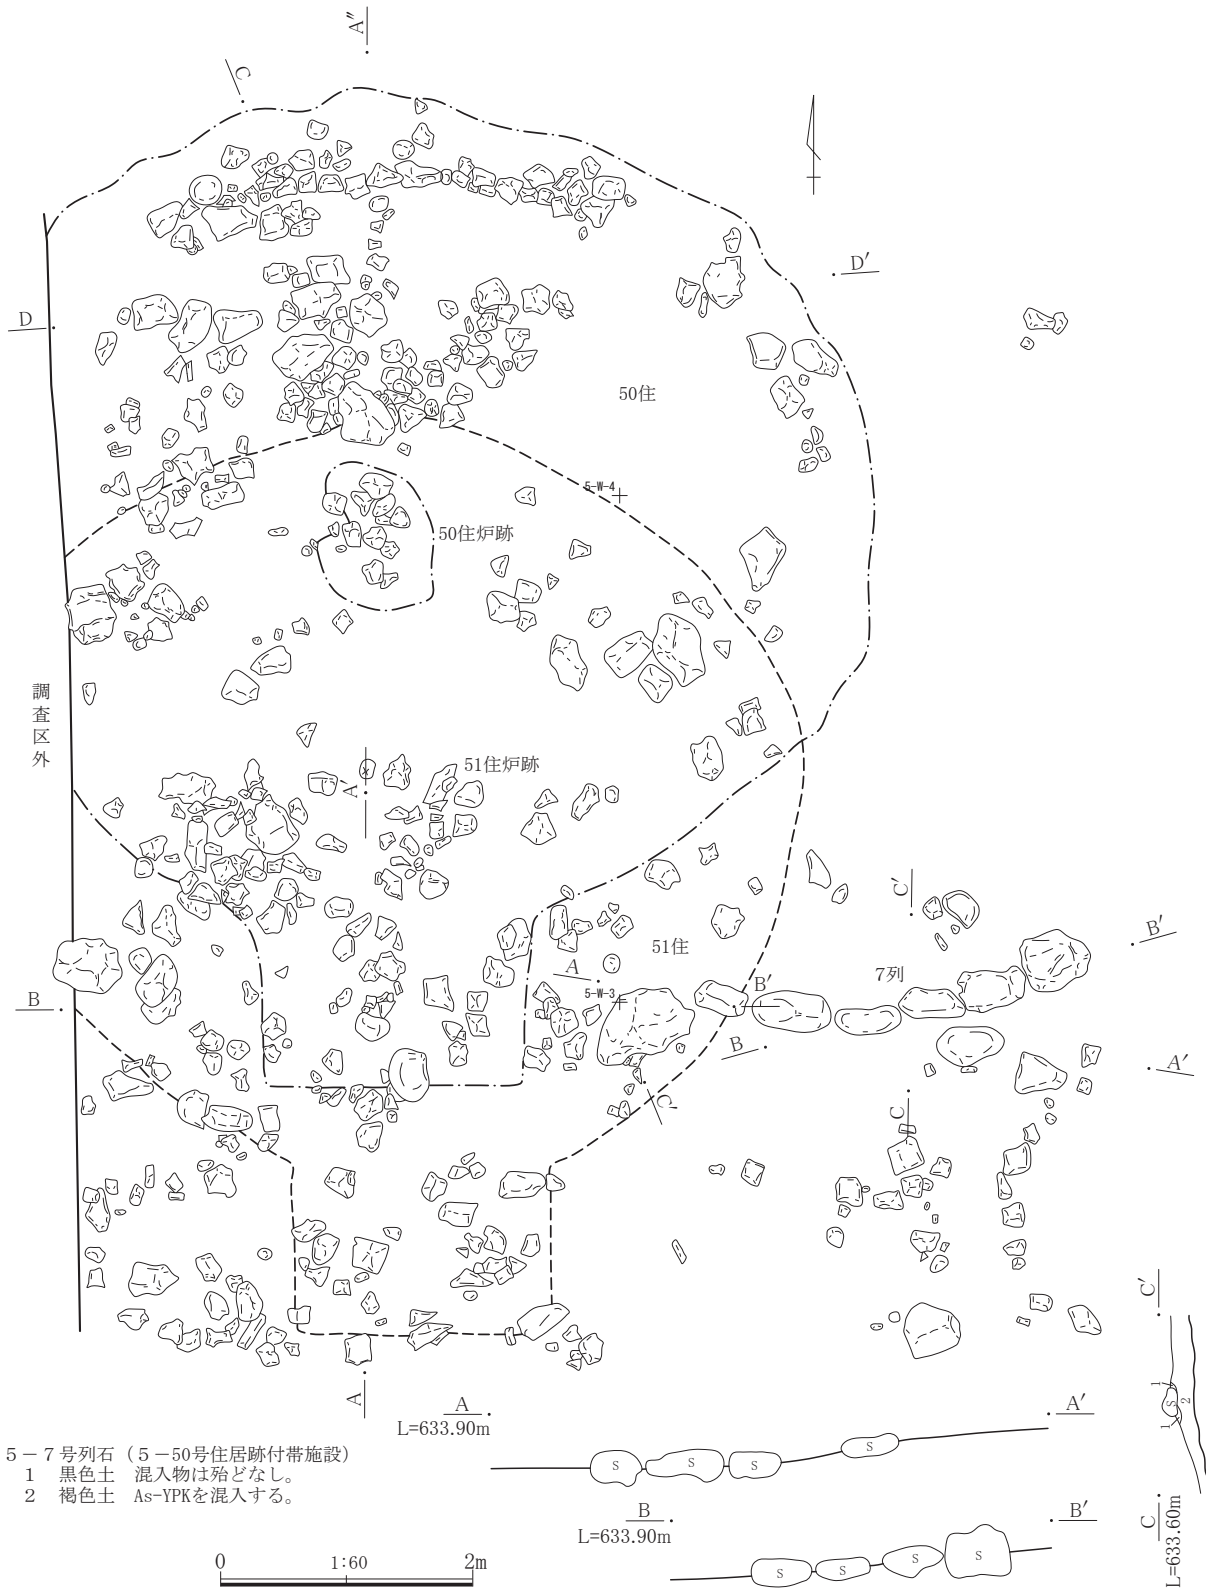 A″
C
D′
D
50住
5-W-4
50住炉跡
調査区外
51住炉跡
A′
C′
B′
51住
7列
A
5-W-3
B′
B
B
A′
C′
C
C′
A
1
S
2
1
A
L=633.90m
A′
S
S
S
S
C
L=633.60m
5－7号列石（5－50号住居跡付帯施設）
1　黒色土　混入物は殆どなし。
2　褐色土　As-YPKを混入する。
B
L=633.90m
B′
S
S
S
S
0　1:60　2m